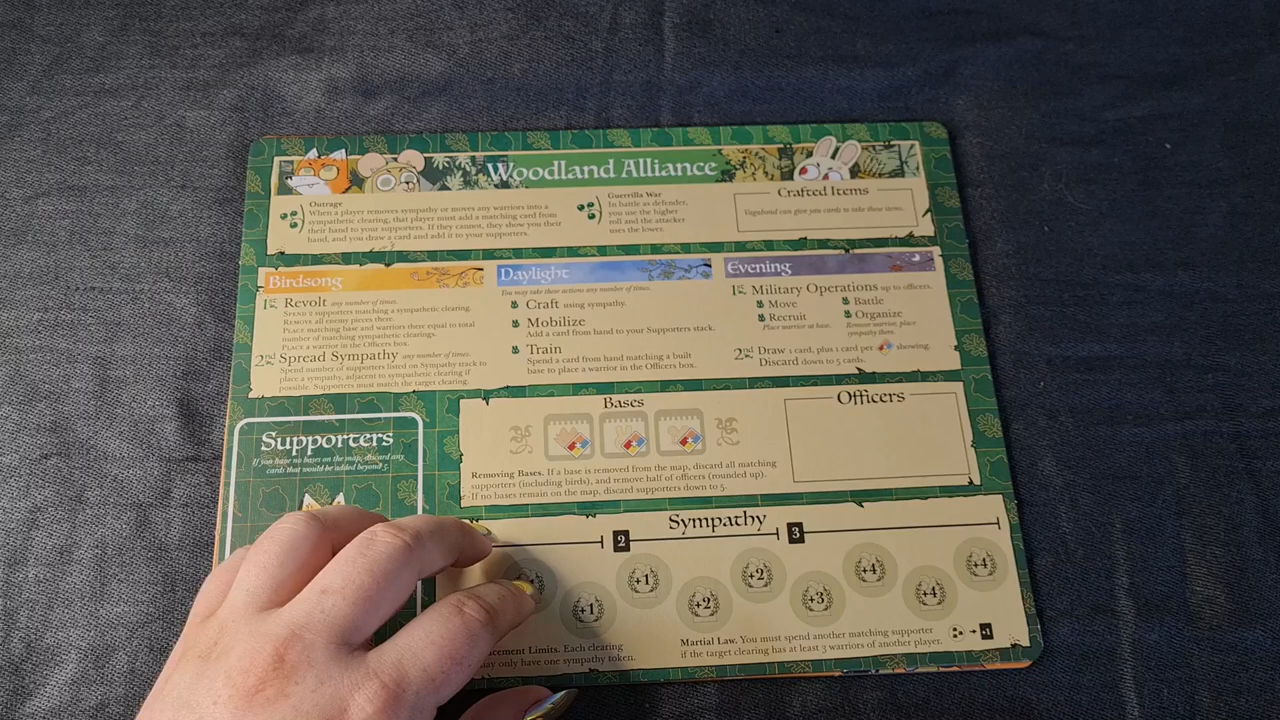 Woodland Alliance
Outrage
When a player removes sympathy or moves any warriors into a
sympathetic clearing, that player must add a matching card from
their hand to your supporters. If they cannot, they show you their
hand, and you draw a card and add it to your supporters.
Guerrilla War
In battle as defender,
you use the higher
roll and the attacker
uses the lower.
Crafted Items
Vagabond can give you cards to take these items.
Birdsong
1st Revolt any number of times.
Spend 2 supporters matching a sympathetic clearing.
Remove all enemy pieces there.
Place matching base and warriors there equal to total
number of matching sympathetic clearings.
Place a warrior in the Officers box.
2nd Spread Sympathy any number of times.
Spend number of supporters listed on Sympathy track to
place a sympathy, adjacent to sympathetic clearing if
possible. Supporters must match the target clearing.
Daylight
You may take these actions any number of times.
Craft using sympathy.
Mobilize
Add a card from hand to your Supporters stack.
Train
Spend a card from hand matching a built
base to place a warrior in the Officers box.
Evening
1st Military Operations up to officers.
Move
Battle
Recruit
Place warrior at base.
Organize
Remove warrior, place
sympathy there.
2nd Draw 1 card, plus 1 card per + showing.
Discard down to 5 cards.
Supporters
If you have no bases on the map, discard any
cards that would be added beyond 5.
Bases
+ + +
Removing Bases. If a base is removed from the map, discard all matching
supporters (including birds), and remove half of officers (rounded up).
If no bases remain on the map, discard supporters down to 5.
Officers
Sympathy
2 3
+1 +1 +2 +2 +3 +4 +4 +4
cement Limits. Each clearing
may only have one sympathy token.
Martial Law. You must spend another matching supporter
if the target clearing has at least 3 warriors of another player.
+1